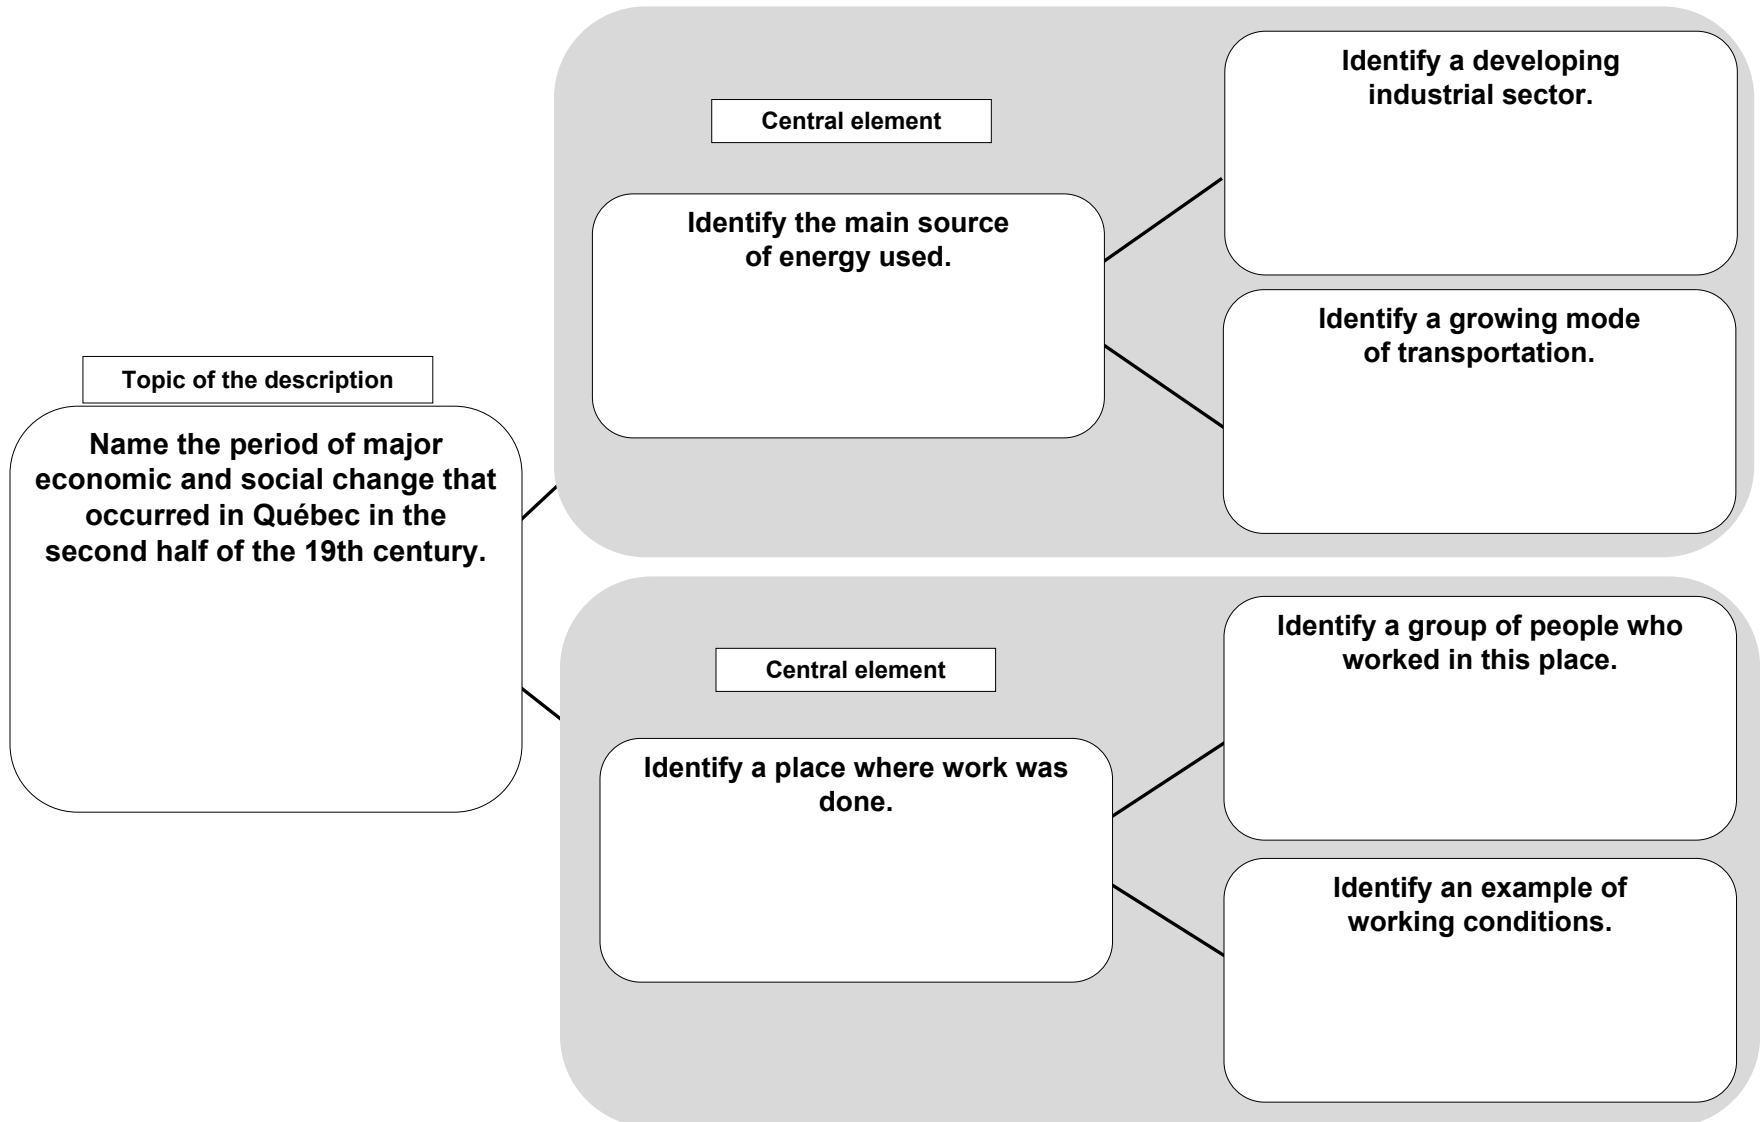 Topic of the description
Name the period of major
economic and social change that
occurred in Québec in the
second half of the 19th century.
Central element
Identify the main source
of energy used.
Identify a developing
industrial sector.
Identify a growing mode
of transportation.
Central element
Identify a place where work was
done.
Identify a group of people who
worked in this place.
Identify an example of
working conditions.